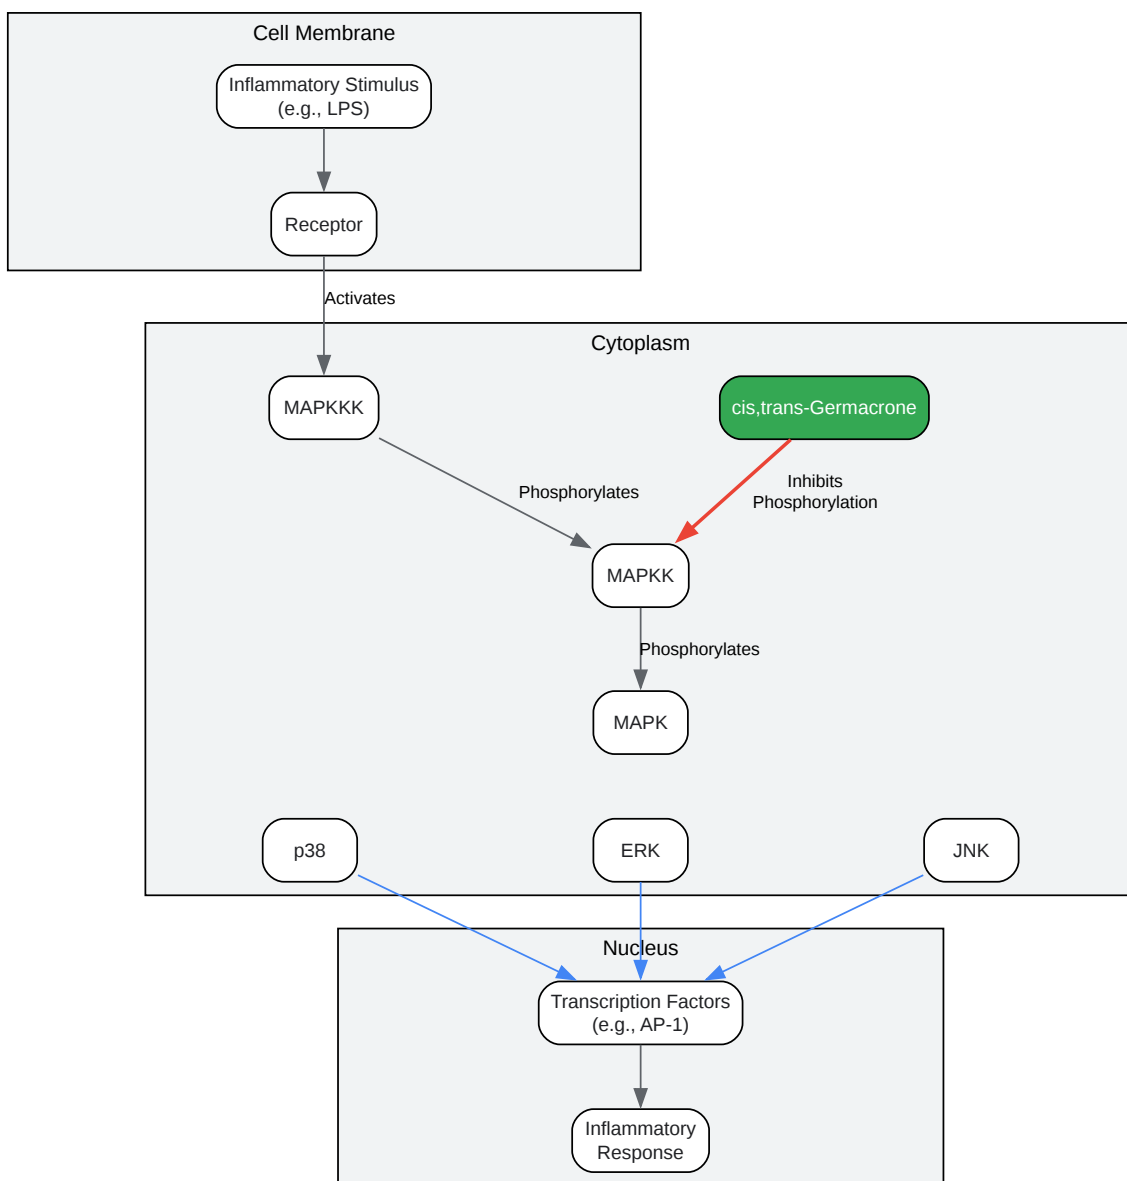 Cell Membrane
Inflammatory Stimulus
(e.g., LPS)
Receptor
Activates
Cytoplasm
MAPKKK
cis,trans-Germacrone
Phosphorylates
Inhibits
Phosphorylation
MAPKK
Phosphorylates
MAPK
p38
ERK
JNK
Nucleus
Transcription Factors
(e.g., AP-1)
Inflammatory
Response